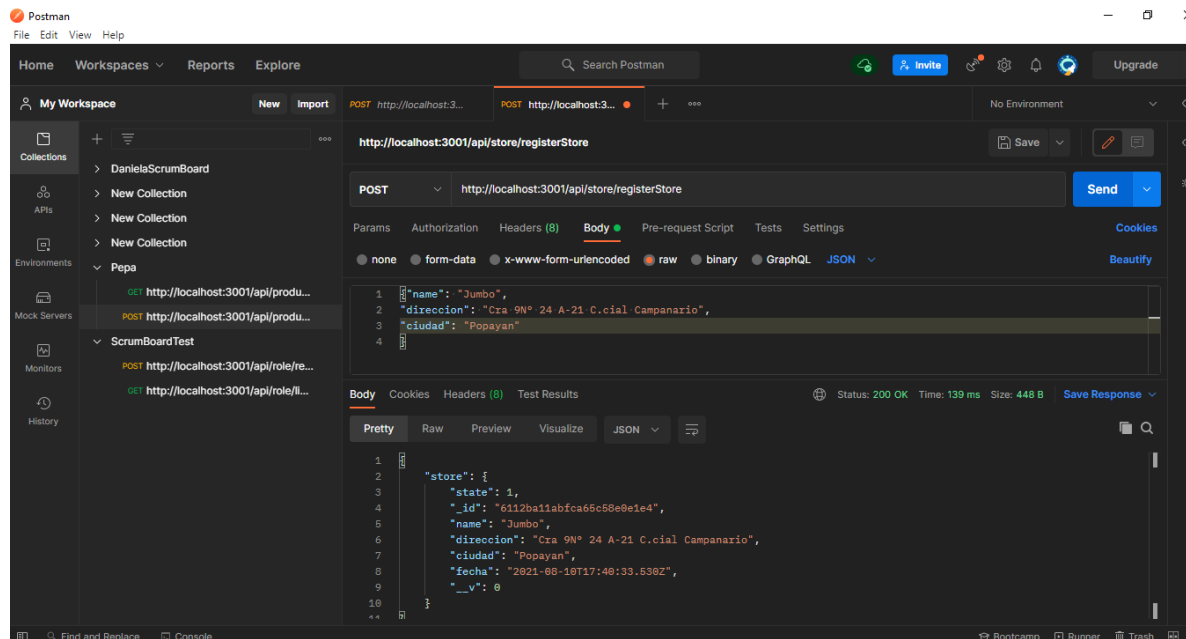 Postman
File Edit View Help
Home Workspaces Reports Explore
Search Postman
Invite
Upgrade
My Workspace
New Import
POST http://localhost:3...
POST http://localhost:3...
No Environment
Collections
APIs
Environments
Mock Servers
Monitors
History
DanielaScrumBoard
New Collection
New Collection
New Collection
Pepa
GET http://localhost:3001/api/produ...
POST http://localhost:3001/api/produ...
ScrumBoardTest
POST http://localhost:3001/api/role/re...
GET http://localhost:3001/api/role/li...
http://localhost:3001/api/store/registerStore
Save
POST http://localhost:3001/api/store/registerStore
Send
Params Authorization Headers (8) Body Pre-request Script Tests Settings Cookies
none form-data x-www-form-urlencoded raw binary GraphQL JSON Beautify
1 {"name": "Jumbo",
2 "direccion": "Cra 9Nº 24 A-21 C.cial Campanario",
3 "ciudad": "Popayan"
4 }
Body Cookies Headers (8) Test Results
Status: 200 OK Time: 139 ms Size: 448 B Save Response
Pretty Raw Preview Visualize JSON
1 {
2 "store": {
3 "state": 1,
4 "_id": "6112ba11abfca65c58e0e1e4",
5 "name": "Jumbo",
6 "direccion": "Cra 9Nº 24 A-21 C.cial Campanario",
7 "ciudad": "Popayan",
8 "fecha": "2021-08-10T17:40:33.530Z",
9 "__v": 0
10 }
11 }
Find and Replace Console
Bootcamp Runner Trash